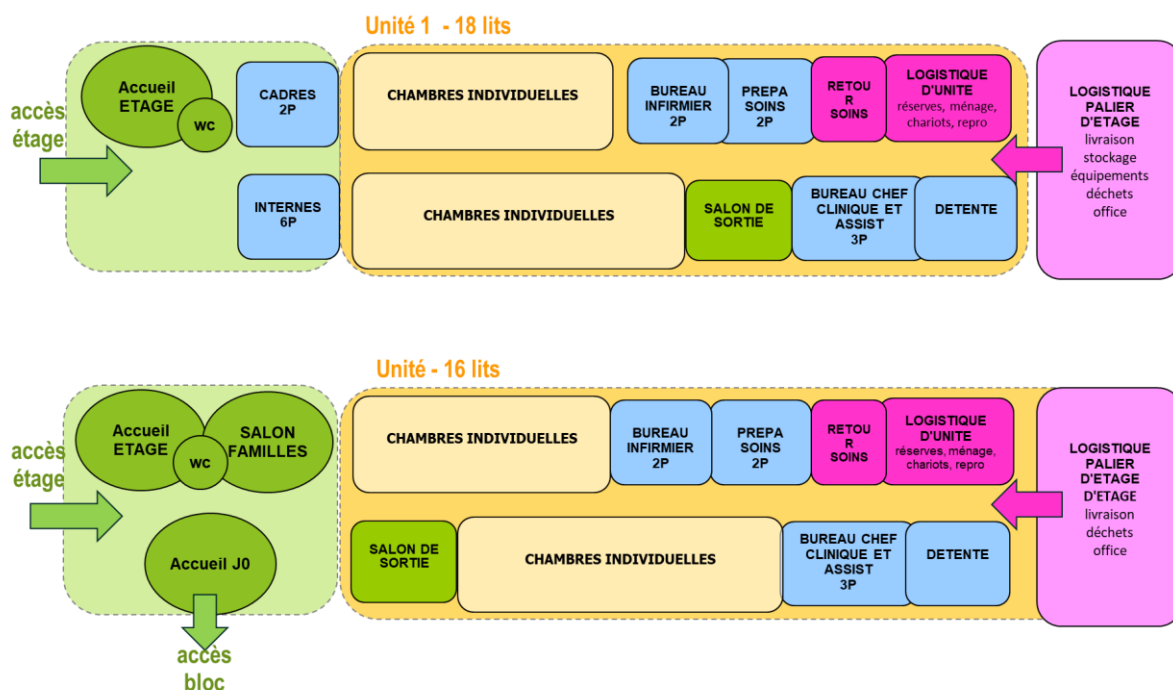 Unité 1 - 18 lits
accès
étage
Accueil
ETAGE
WC
CADRES
2P
INTERNES
6P
CHAMBRES INDIVIDUELLES
BUREAU
INFIRMIER
2P
PREPA
SOINS
2P
RETOU
R
SOINS
LOGISTIQUE
D'UNITE
réserves, ménage,
chariots, repro
CHAMBRES INDIVIDUELLES
SALON DE
SORTIE
BUREAU CHEF
CLINIQUE ET
ASSIST
3P
DETENTE
LOGISTIQUE
PALIER
D'ETAGE
livraison
stockage
équipements
déchets
office
Unité - 16 lits
accès
étage
Accueil
ETAGE
WC
SALON
FAMILLES
Accueil J0
accès
bloc
CHAMBRES INDIVIDUELLES
BUREAU
INFIRMIER
2P
PREPA
SOINS
2P
RETOU
R
SOINS
LOGISTIQUE
D'UNITE
réserves, ménage,
chariots, repro
SALON DE
SORTIE
CHAMBRES INDIVIDUELLES
BUREAU CHEF
CLINIQUE ET
ASSIST
3P
DETENTE
LOGISTIQUE
PALIER
D'ETAGE
D'ETAGE
livraison
déchets
office